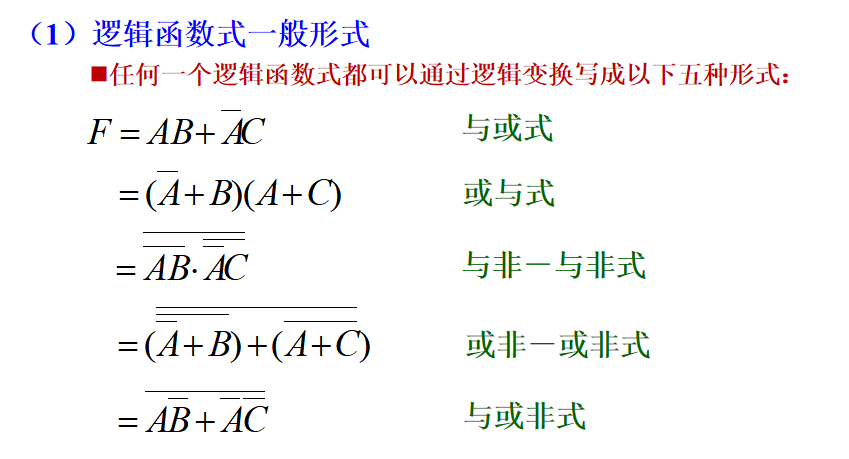 （1）逻辑函数式一般形式
■任何一个逻辑函数式都可以通过逻辑变换写成以下五种形式：
F = AB + A̅C 与或式
= (A̅ + B)(A + C) 或与式
= \overline{\overline{AB} · \overline{\overline{A}C}} 与非－与非式
= \overline{\overline{(\overline{A} + B)} + \overline{(A + C)}} 或非－或非式
= \overline{A\overline{B} + \overline{A}\,\overline{C}} 与或非式